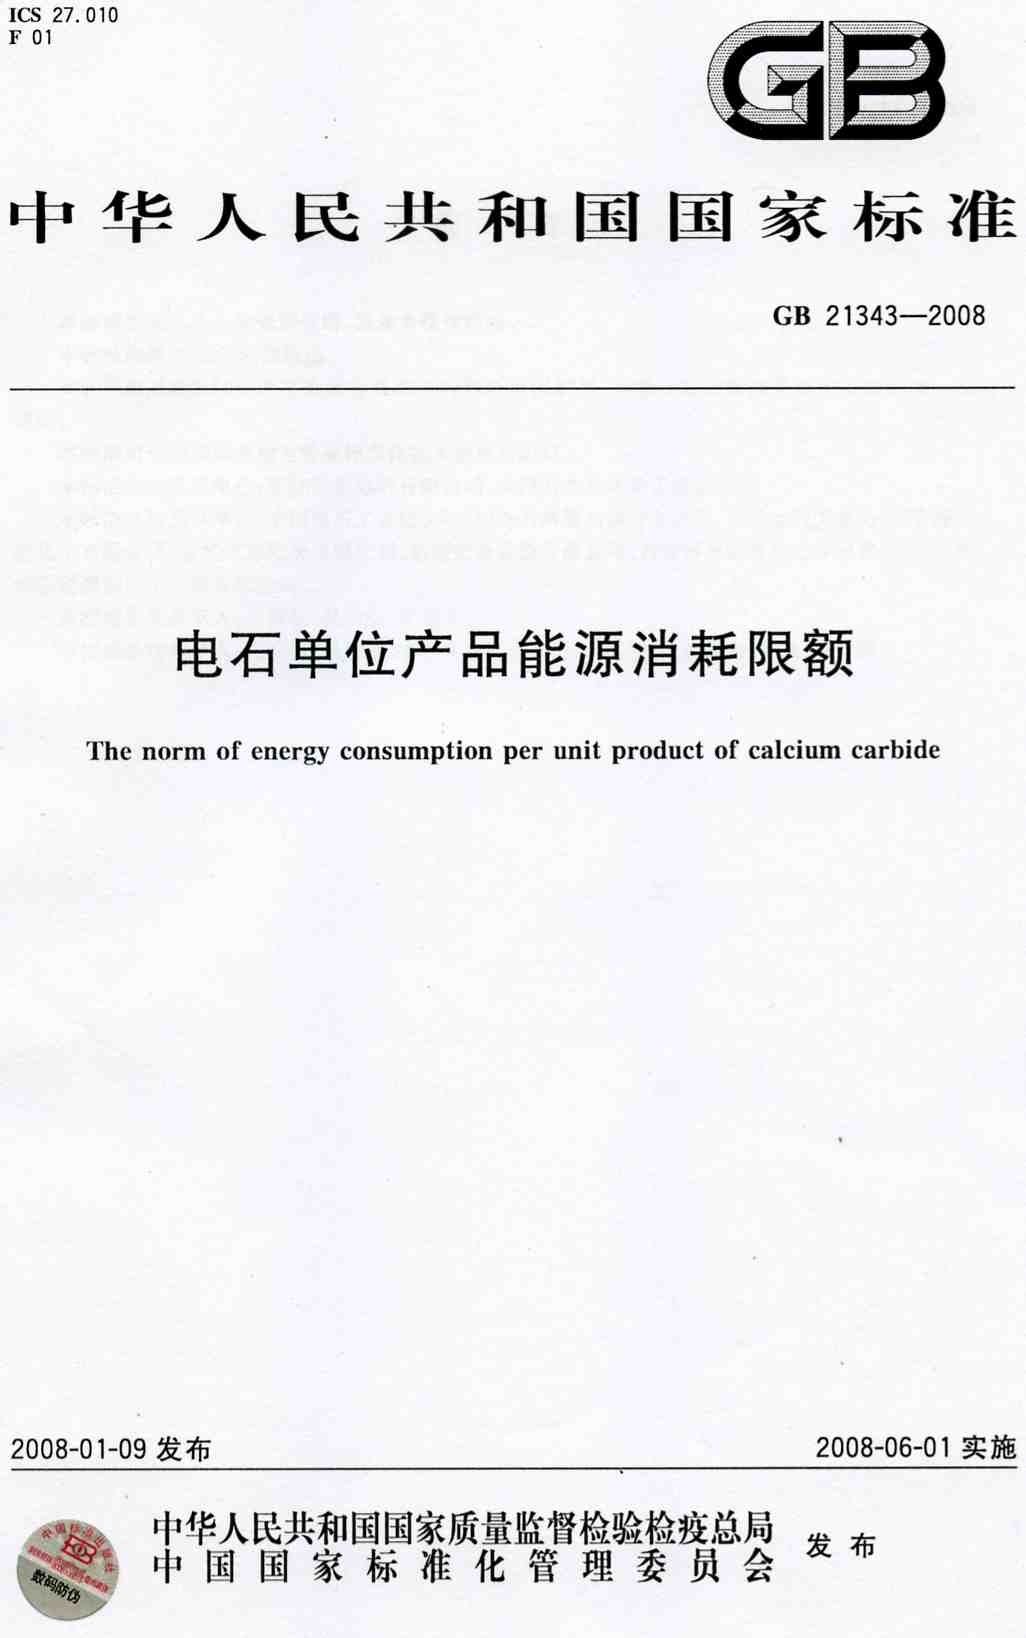 ICS 27.010
F 01
GB
中华人民共和国国家标准
GB 21343—2008
电石单位产品能源消耗限额
The norm of energy consumption per unit product of calcium carbide
2008-01-09 发布
2008-06-01 实施
中华人民共和国国家质量监督检验检疫总局
中国国家标准化管理委员会
发布
数码防伪